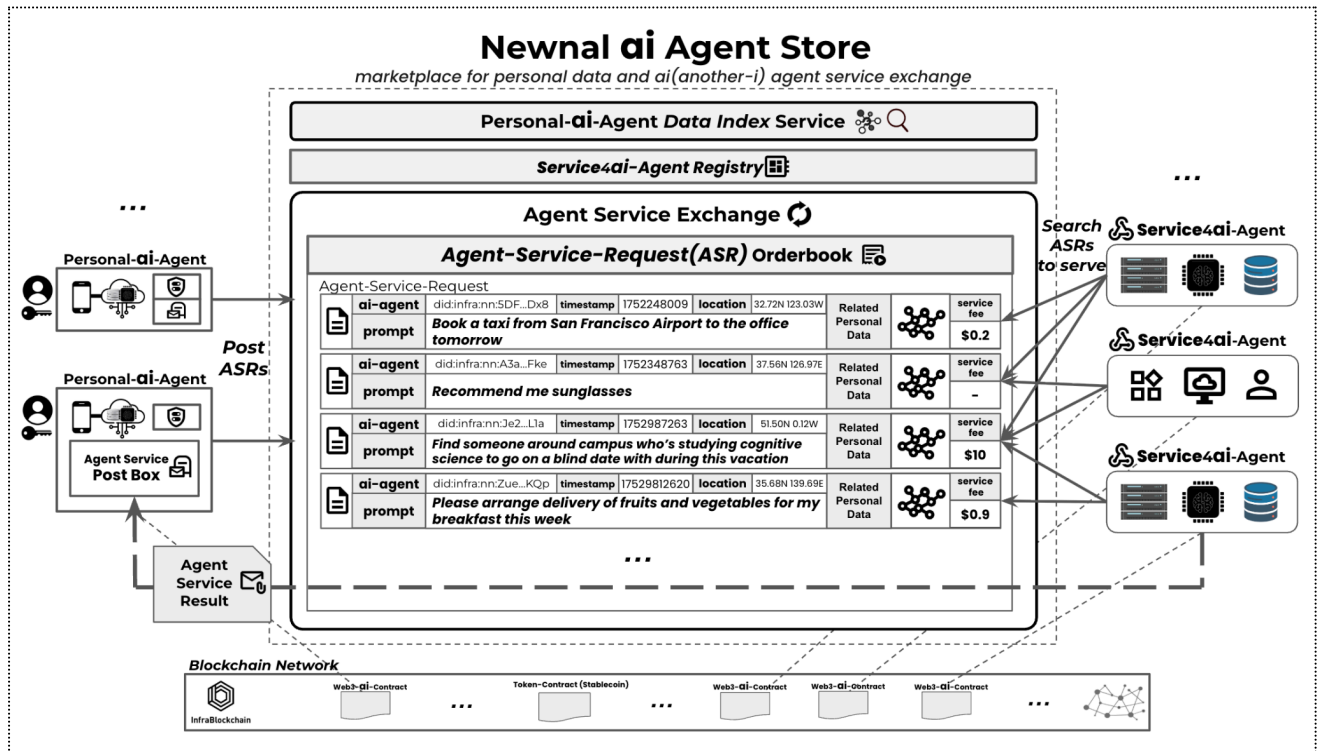 Newnal ai Agent Store
marketplace for personal data and ai(another-i) agent service exchange
Personal-ai-Agent Data Index Service
Service4ai-Agent Registry
Agent Service Exchange
Agent-Service-Request(ASR) Orderbook
Agent-Service-Request
ai-agent did:infra:nn:5DF...Dx8 timestamp 1752248009 location 32.72N 123.03W
prompt Book a taxi from San Francisco Airport to the office
tomorrow
Related
Personal
Data
service
fee
$0.2
ai-agent did:infra:nn:A3a...Fke timestamp 1752348763 location 37.56N 126.97E
prompt Recommend me sunglasses
Related
Personal
Data
service
fee
-
ai-agent did:infra:nn:Je2...L1a timestamp 1752987263 location 51.50N 0.12W
prompt Find someone around campus who's studying cognitive
science to go on a blind date with during this vacation
Related
Personal
Data
service
fee
$10
ai-agent did:infra:nn:Zue...KQp timestamp 17529812620 location 35.68N 139.69E
prompt Please arrange delivery of fruits and vegetables for my
breakfast this week
Related
Personal
Data
service
fee
$0.9
...
...
Personal-ai-Agent
Post
ASRs
Personal-ai-Agent
Agent Service
Post Box
Agent
Service
Result
...
Search
ASRs
to serve
Service4ai-Agent
Service4ai-Agent
Service4ai-Agent
Blockchain Network
InfraBlockchain
Web3-ai-Contract
...
Token-Contract (Stablecoin)
...
Web3-ai-Contract
Web3-ai-Contract
Web3-ai-Contract
...